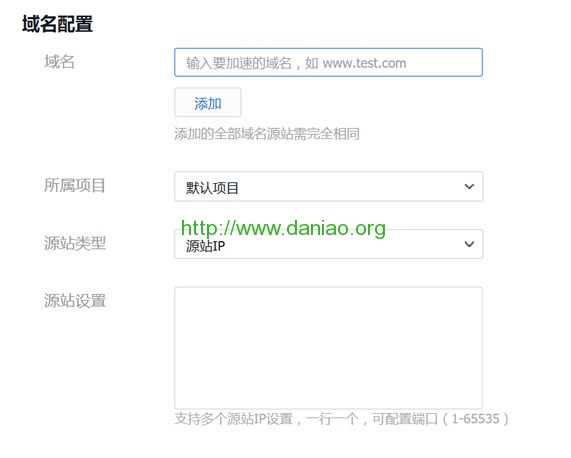 域名配置
域名
输入要加速的域名，如 www.test.com
添加
添加的全部域名源站需完全相同
所属项目
默认项目
http://www.daniao.org
源站类型
源站IP
源站设置
支持多个源站IP设置，一行一个，可配置端口（1-65535）